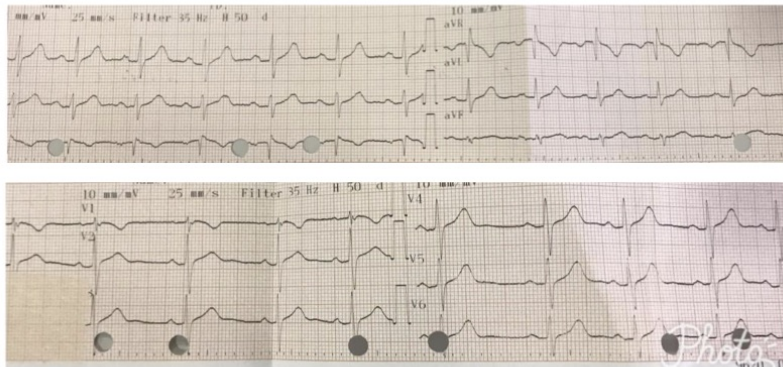 mm/mV 25 mm/s Filter 35 Hz H 50 d
10 mm/mV
aVR
aVL
aVF
10 mm/mV 25 mm/s Filter 35 Hz H 50 d
10 mm/mV
V1
V2
V4
V5
V6
Photo